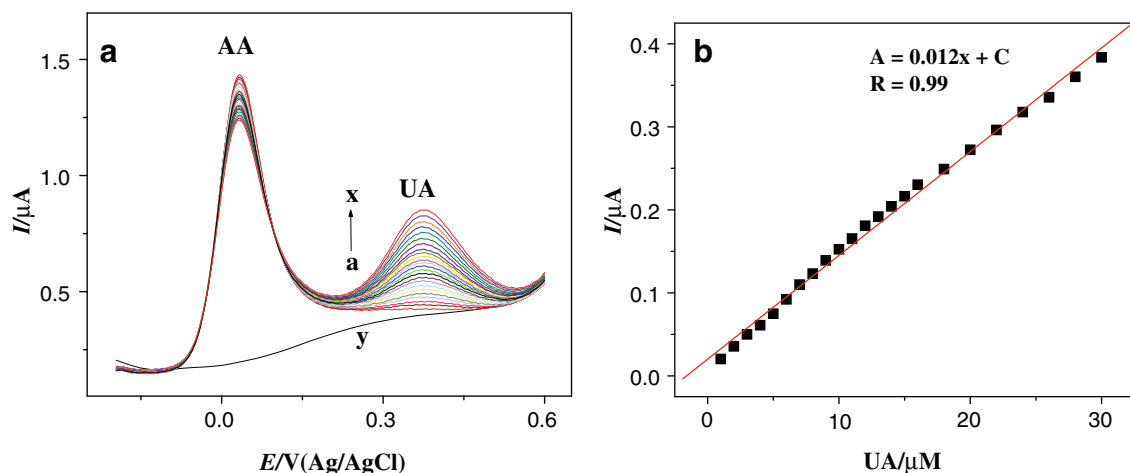 a
AA
UA
x
a
y
1.5
1.0
0.5
0.0
0.3
0.6
I/μA
E/V(Ag/AgCl)
b
A = 0.012x + C
R = 0.99
0.4
0.3
0.2
0.1
0.0
0
10
20
30
I/μA
UA/μM